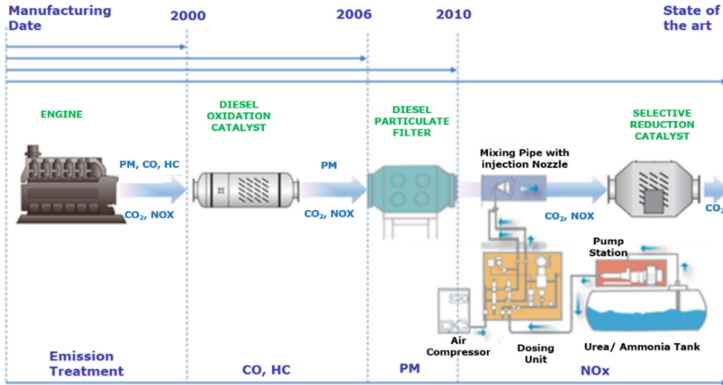 Manufacturing
Date
2000
2006
2010
State of
the art
ENGINE
DIESEL
OXIDATION
CATALYST
DIESEL
PARTICULATE
FILTER
SELECTIVE
REDUCTION
CATALYST
Mixing Pipe with
injection Nozzle
PM, CO, HC
CO₂, NOX
PM
CO₂, NOX
CO₂, NOX
CO₂
Pump
Station
Air
Compressor
Dosing
Unit
Urea/ Ammonia Tank
Emission
Treatment
CO, HC
PM
NOx